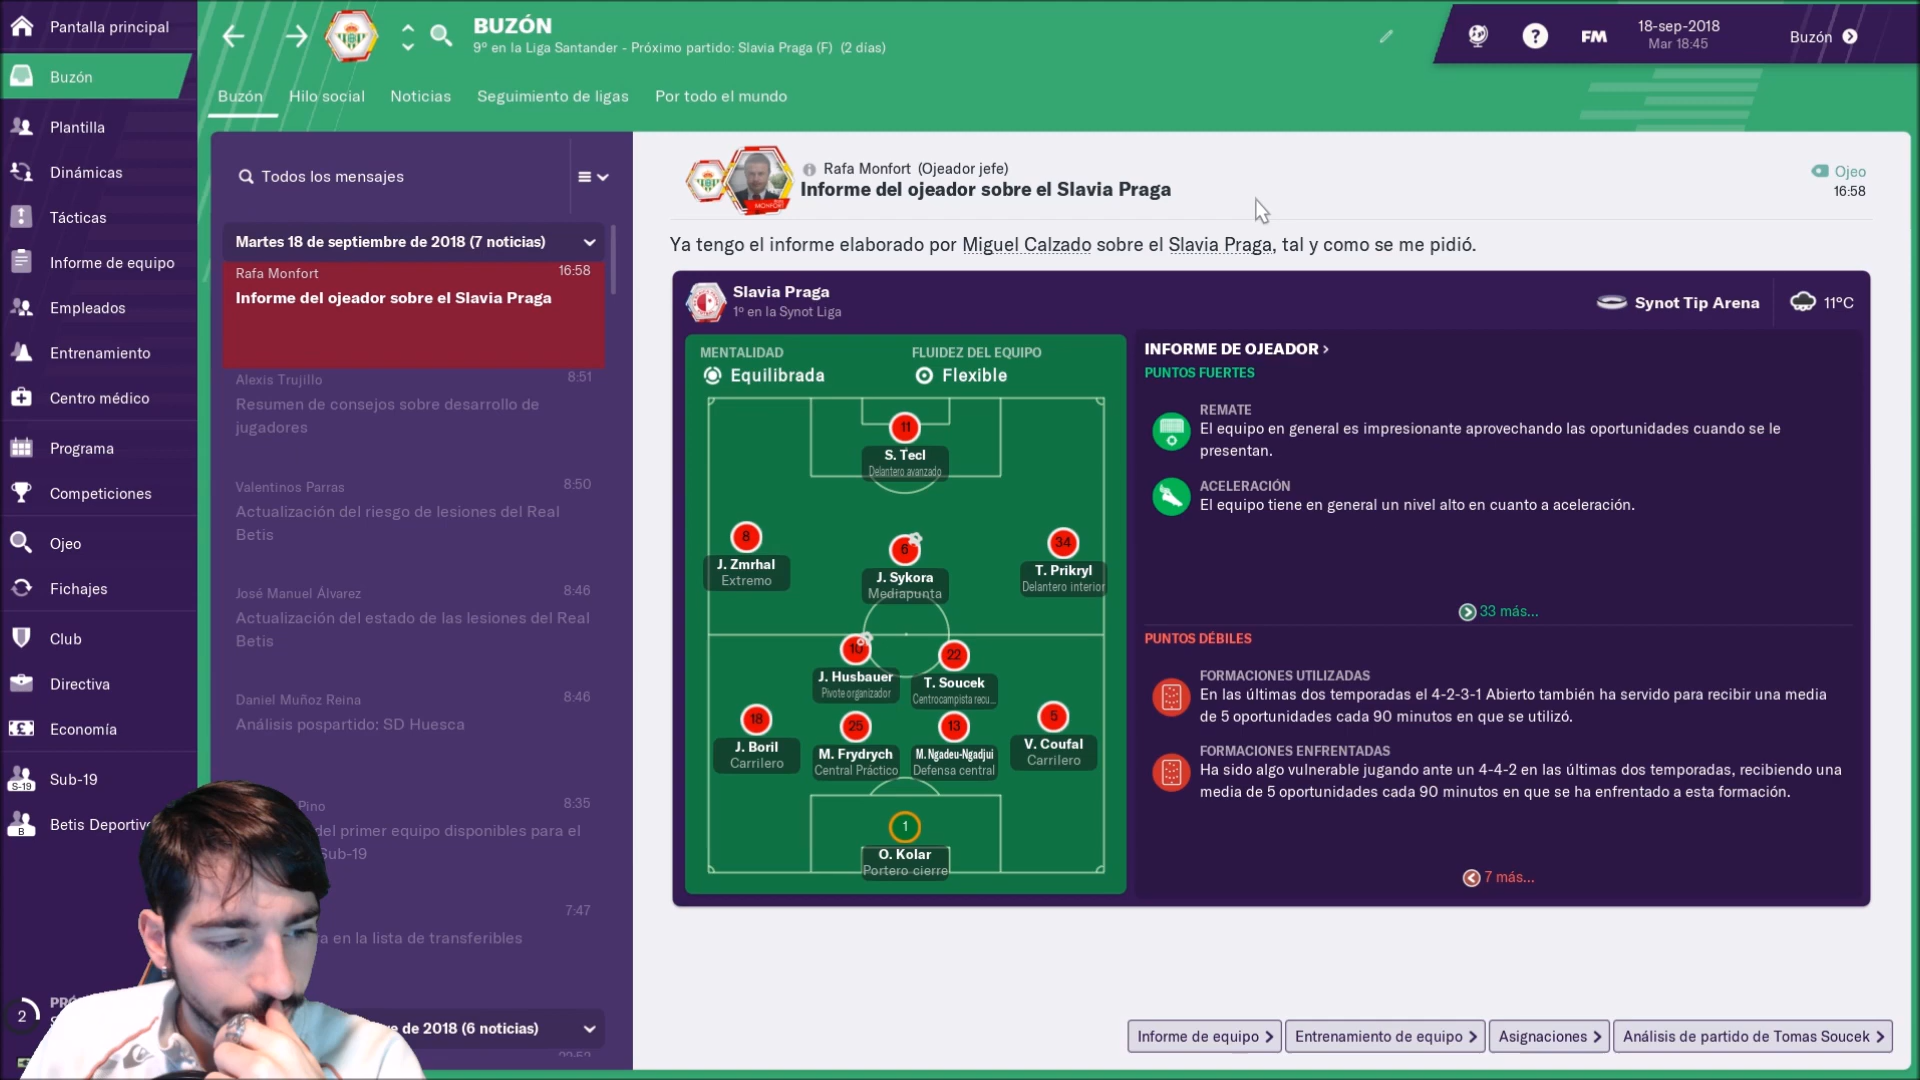 Pantalla principal
Buzón
Plantilla
Dinámicas
Tácticas
Informe de equipo
Empleados
Entrenamiento
Centro médico
Programa
Competiciones
Ojeo
Fichajes
Club
Directiva
Economía
S-19
Sub-19
B
Betis Deportivo
2
BUZÓN
9º en la Liga Santander - Próximo partido: Slavia Praga (F) (2 días)
FM
18-sep-2018
Mar 18:45
Buzón
Buzón
Hilo social
Noticias
Seguimiento de ligas
Por todo el mundo
Todos los mensajes
Martes 18 de septiembre de 2018 (7 noticias)
Rafa Monfort 16:58
Informe del ojeador sobre el Slavia Praga
Alexis Trujillo 8:51
Resumen de consejos sobre desarrollo de
jugadores
Valentinos Parras 8:50
Actualización del riesgo de lesiones del Real
Betis
José Manuel Álvarez 8:46
Actualización del estado de las lesiones del Real
Betis
Daniel Muñoz Reina 8:46
Análisis pospartido: SD Huesca
Pino 8:35
del primer equipo disponibles para el
Sub-19
7:47
en la lista de transferibles
de 2018 (6 noticias)
Rafa Monfort (Ojeador jefe)
Informe del ojeador sobre el Slavia Praga
Ojeo
16:58
MONFORT
Ya tengo el informe elaborado por Miguel Calzado sobre el Slavia Praga, tal y como se me pidió.
Slavia Praga
1º en la Synot Liga
Synot Tip Arena
11ºC
MENTALIDAD
Equilibrada
FLUIDEZ DEL EQUIPO
Flexible
11
S. Tecl
Delantero avanzado
8
J. Zmrhal
Extremo
6
J. Sykora
Mediapunta
34
T. Prikryl
Delantero interior
10
J. Husbauer
Pivote organizador
22
T. Soucek
Centrocampista recu...
18
J. Boril
Carrilero
25
M. Frydrych
Central Práctico
13
M. Ngadeu-Ngadjui
Defensa central
5
V. Coufal
Carrilero
1
O. Kolar
Portero cierre
INFORME DE OJEADOR ›
PUNTOS FUERTES
REMATE
El equipo en general es impresionante aprovechando las oportunidades cuando se le
presentan.
ACELERACIÓN
El equipo tiene en general un nivel alto en cuanto a aceleración.
33 más...
PUNTOS DÉBILES
FORMACIONES UTILIZADAS
En las últimas dos temporadas el 4-2-3-1 Abierto también ha servido para recibir una media
de 5 oportunidades cada 90 minutos en que se utilizó.
FORMACIONES ENFRENTADAS
Ha sido algo vulnerable jugando ante un 4-4-2 en las últimas dos temporadas, recibiendo una
media de 5 oportunidades cada 90 minutos en que se ha enfrentado a esta formación.
7 más...
Informe de equipo
Entrenamiento de equipo
Asignaciones
Análisis de partido de Tomas Soucek